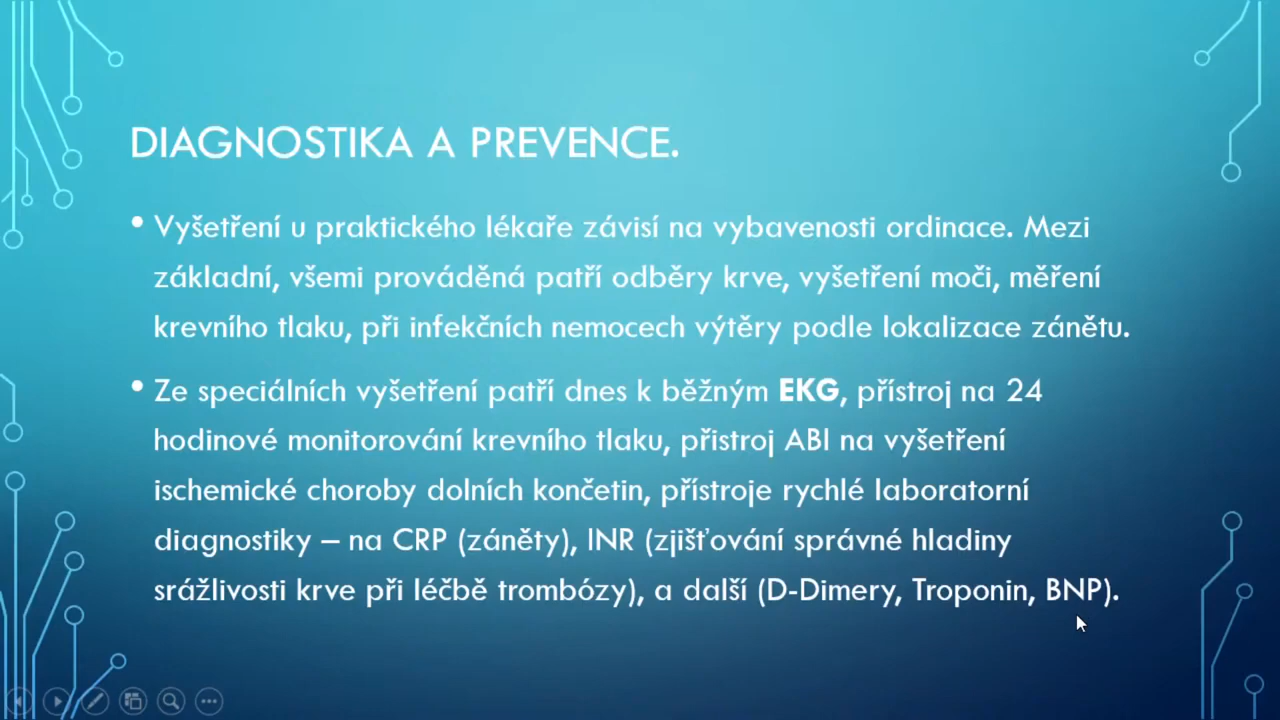 DIAGNOSTIKA A PREVENCE.
• Vyšetření u praktického lékaře závisí na vybavenosti ordinace. Mezi
základní, všemi prováděná patří odběry krve, vyšetření moči, měření
krevního tlaku, při infekčních nemocech výtěry podle lokalizace zánětu.
• Ze speciálních vyšetření patří dnes k běžným EKG, přístroj na 24
hodinové monitorování krevního tlaku, přistroj ABI na vyšetření
ischemické choroby dolních končetin, přístroje rychlé laboratorní
diagnostiky – na CRP (záněty), INR (zjišťování správné hladiny
srážlivosti krve při léčbě trombózy), a další (D-Dimery, Troponin, BNP).